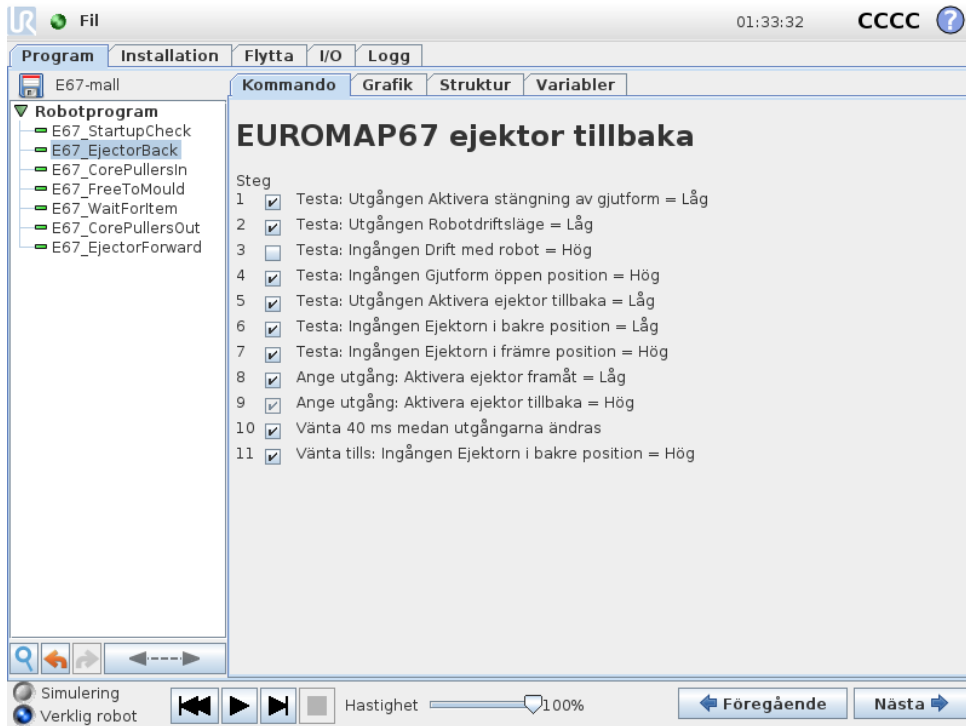 UR Fil 01:33:32 CCCC ?
Program Installation Flytta I/O Logg
E67-mall
Kommando Grafik Struktur Variabler
Robotprogram
E67_StartupCheck
E67_EjectorBack
E67_CorePullersIn
E67_FreeToMould
E67_WaitForItem
E67_CorePullersOut
E67_EjectorForward
EUROMAP67 ejektor tillbaka
Steg
1 Testa: Utgången Aktivera stängning av gjutform = Låg
2 Testa: Utgången Robotdriftsläge = Låg
3 Testa: Ingången Drift med robot = Hög
4 Testa: Ingången Gjutform öppen position = Hög
5 Testa: Utgången Aktivera ejektor tillbaka = Låg
6 Testa: Ingången Ejektorn i bakre position = Låg
7 Testa: Ingången Ejektorn i främre position = Hög
8 Ange utgång: Aktivera ejektor framåt = Låg
9 Ange utgång: Aktivera ejektor tillbaka = Hög
10 Vänta 40 ms medan utgångarna ändras
11 Vänta tills: Ingången Ejektorn i bakre position = Hög
Simulering
Verklig robot
Hastighet 100%
Föregående Nästa